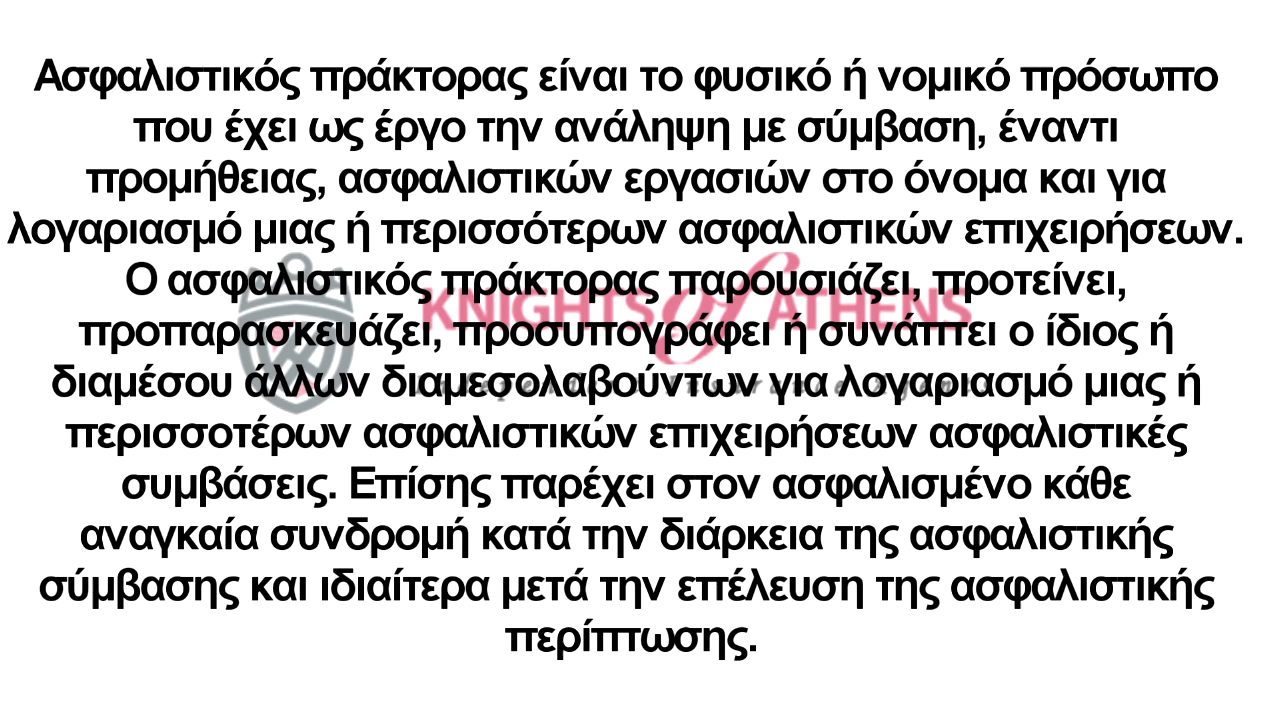 Ασφαλιστικός πράκτορας είναι το φυσικό ή νομικό πρόσωπο
που έχει ως έργο την ανάληψη με σύμβαση, έναντι
προμήθειας, ασφαλιστικών εργασιών στο όνομα και για
λογαριασμό μιας ή περισσότερων ασφαλιστικών επιχειρήσεων.
Ο ασφαλιστικός πράκτορας παρουσιάζει, προτείνει,
προπαρασκευάζει, προσυπογράφει ή συνάπτει ο ίδιος ή
διαμέσου άλλων διαμεσολαβούντων για λογαριασμό μιας ή
περισσοτέρων ασφαλιστικών επιχειρήσεων ασφαλιστικές
συμβάσεις. Επίσης παρέχει στον ασφαλισμένο κάθε
αναγκαία συνδρομή κατά την διάρκεια της ασφαλιστικής
σύμβασης και ιδιαίτερα μετά την επέλευση της ασφαλιστικής
περίπτωσης.
KNIGHTS of ATHENS